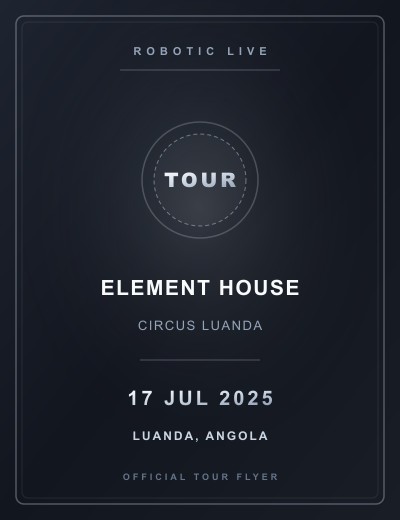 ROBOTIC LIVE
TOUR
ELEMENT HOUSE
CIRCUS LUANDA
17 JUL 2025
LUANDA, ANGOLA
OFFICIAL TOUR FLYER